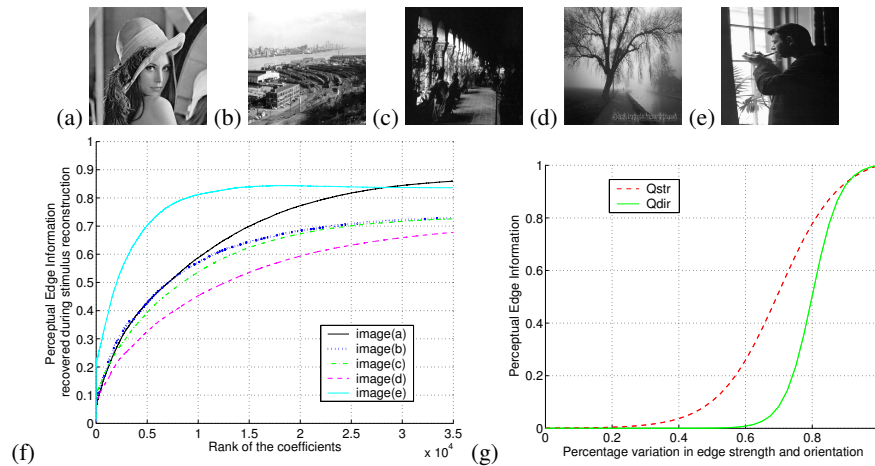 (a)
(b)
(c)
(d)
(e)
Perceptual Edge Information
recovered during stimulus reconstruction
1
0.9
0.8
0.7
0.6
0.5
0.4
0.3
0.2
0.1
0
0
0.5
1
1.5
2
2.5
3
3.5
x 10⁴
Rank of the coefficients
image(a)
image(b)
image(c)
image(d)
image(e)
(f)
Perceptual Edge Information
1
0.8
0.6
0.4
0.2
0
0
0.2
0.4
0.6
0.8
Percentage variation in edge strength and orientation
Qstr
Qdir
(g)